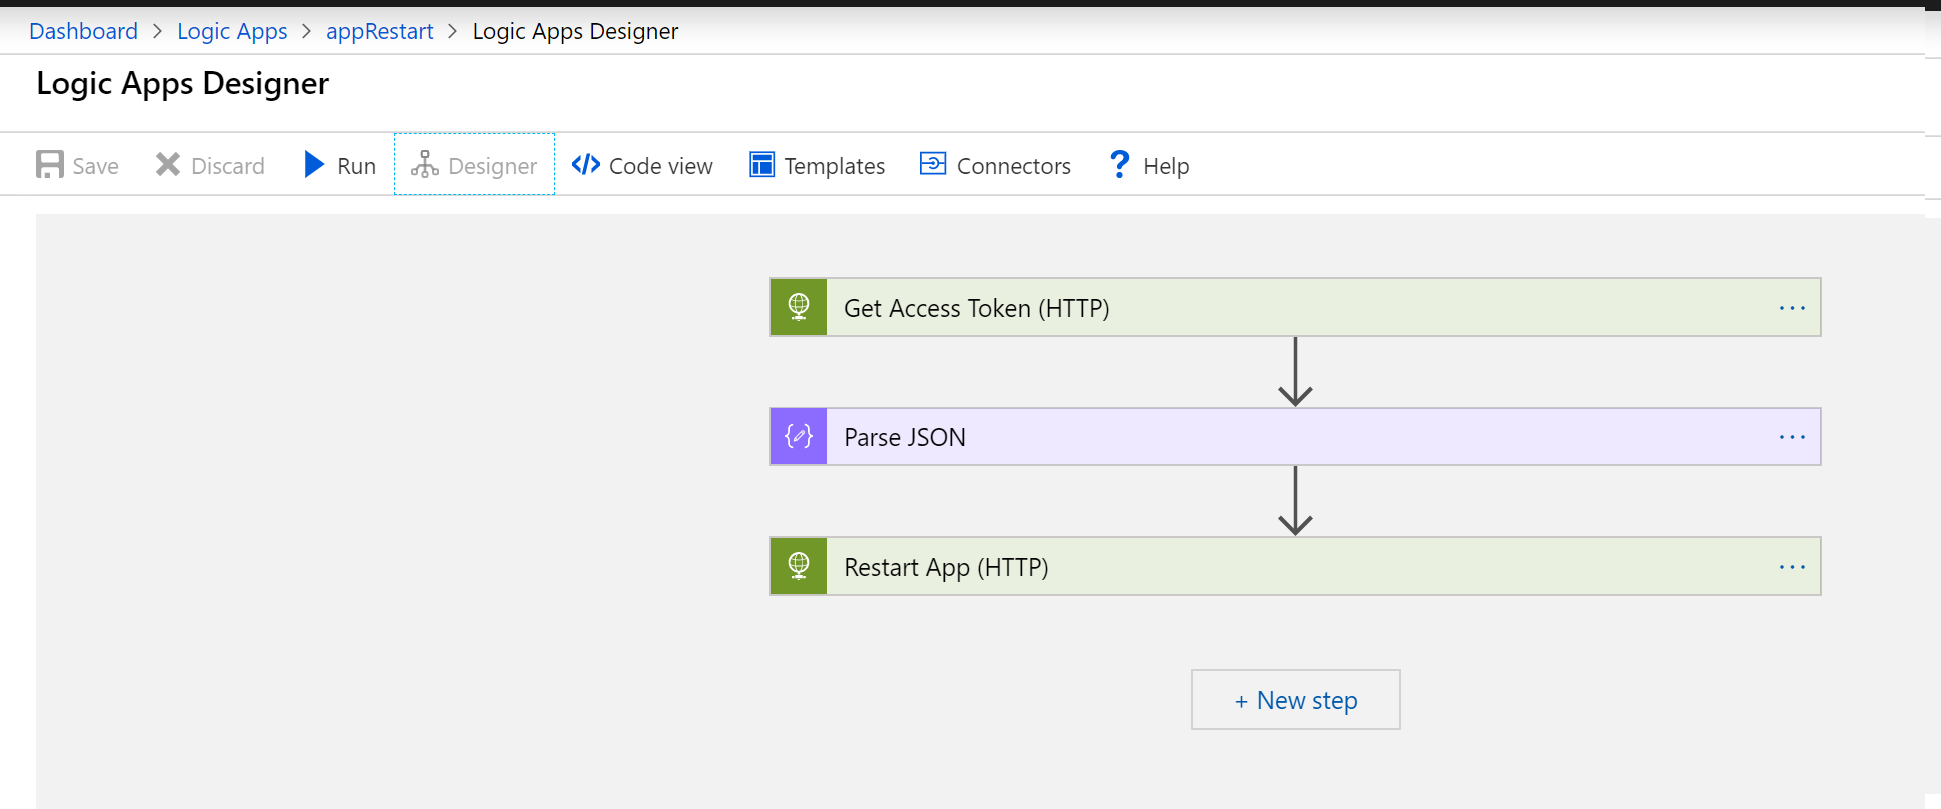 Dashboard > Logic Apps > appRestart > Logic Apps Designer
Logic Apps Designer
Save Discard Run Designer Code view Templates Connectors Help
Get Access Token (HTTP)
Parse JSON
Restart App (HTTP)
+ New step